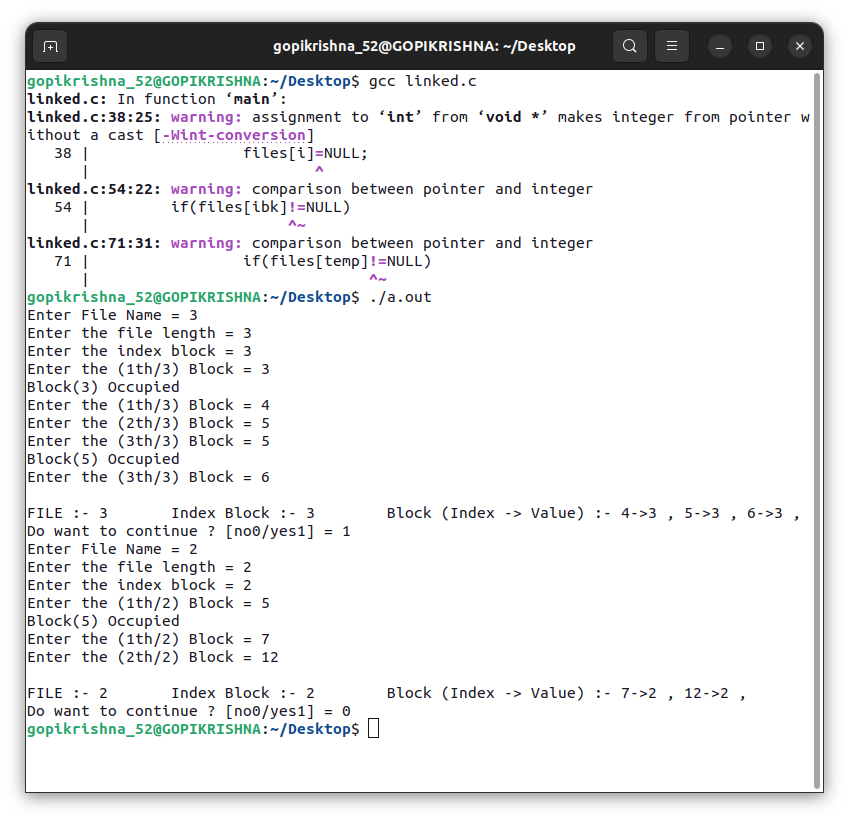 gopikrishna_52@GOPIKRISHNA: ~/Desktop
gopikrishna_52@GOPIKRISHNA:~/Desktop$ gcc linked.c
linked.c: In function ‘main’:
linked.c:38:25: warning: assignment to ‘int’ from ‘void *’ makes integer from pointer w
ithout a cast [-Wint-conversion]
   38 |                 files[i]=NULL;
      |                         ^
linked.c:54:22: warning: comparison between pointer and integer
   54 |         if(files[ibk]!=NULL)
      |                      ^~
linked.c:71:31: warning: comparison between pointer and integer
   71 |                 if(files[temp]!=NULL)
      |                               ^~
gopikrishna_52@GOPIKRISHNA:~/Desktop$ ./a.out
Enter File Name = 3
Enter the file length = 3
Enter the index block = 3
Enter the (1th/3) Block = 3
Block(3) Occupied
Enter the (1th/3) Block = 4
Enter the (2th/3) Block = 5
Enter the (3th/3) Block = 5
Block(5) Occupied
Enter the (3th/3) Block = 6

FILE :- 3       Index Block :- 3        Block (Index -> Value) :- 4->3 , 5->3 , 6->3 ,
Do want to continue ? [no0/yes1] = 1
Enter File Name = 2
Enter the file length = 2
Enter the index block = 2
Enter the (1th/2) Block = 5
Block(5) Occupied
Enter the (1th/2) Block = 7
Enter the (2th/2) Block = 12

FILE :- 2       Index Block :- 2        Block (Index -> Value) :- 7->2 , 12->2 ,
Do want to continue ? [no0/yes1] = 0
gopikrishna_52@GOPIKRISHNA:~/Desktop$